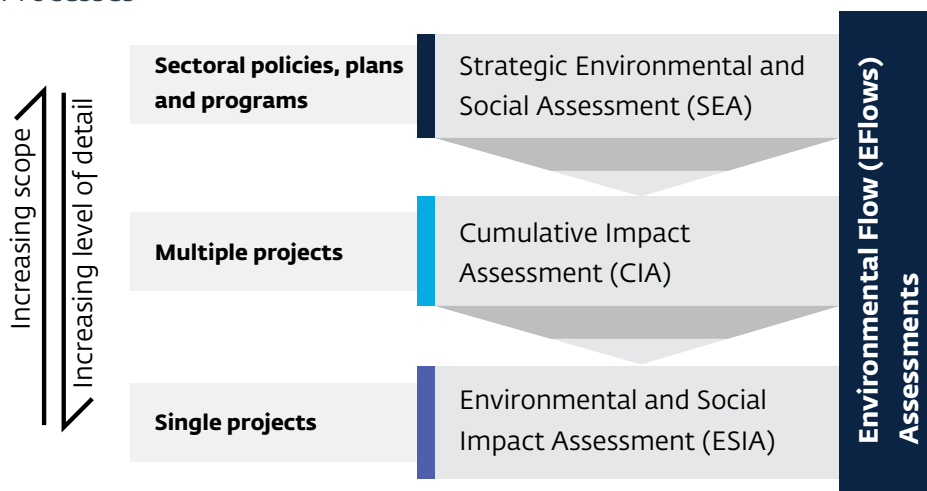 Sectoral policies, plans
and programs
Strategic Environmental and
Social Assessment (SEA)
Increasing scope
Increasing level of detail
Multiple projects
Cumulative Impact
Assessment (CIA)
Single projects
Environmental and Social
Impact Assessment (ESIA)
Environmental Flow (EFlows)
Assessments